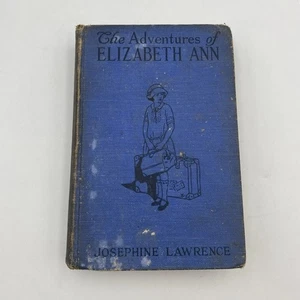 The Adventures of
ELIZABETH ANN
JOSEPHINE LAWRENCE